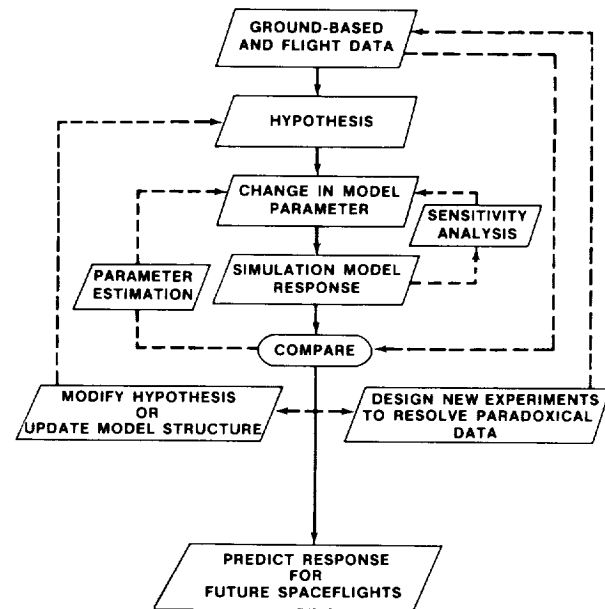 GROUND-BASED
AND FLIGHT DATA
HYPOTHESIS
CHANGE IN MODEL
PARAMETER
SENSITIVITY
ANALYSIS
PARAMETER
ESTIMATION
SIMULATION MODEL
RESPONSE
COMPARE
MODIFY HYPOTHESIS
OR
UPDATE MODEL STRUCTURE
DESIGN NEW EXPERIMENTS
TO RESOLVE PARADOXICAL
DATA
PREDICT RESPONSE
FOR
FUTURE SPACEFLIGHTS